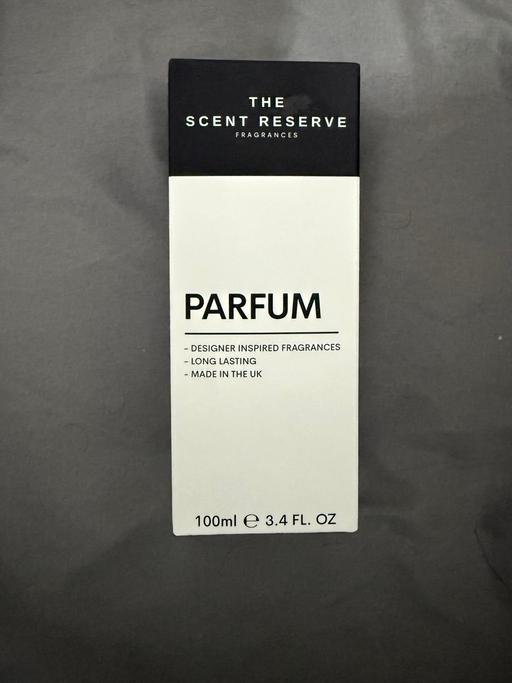 THE
SCENT RESERVE
FRAGRANCES
PARFUM
- DESIGNER INSPIRED FRAGRANCES
- LONG LASTING
- MADE IN THE UK
100ml ℮ 3.4 FL. OZ